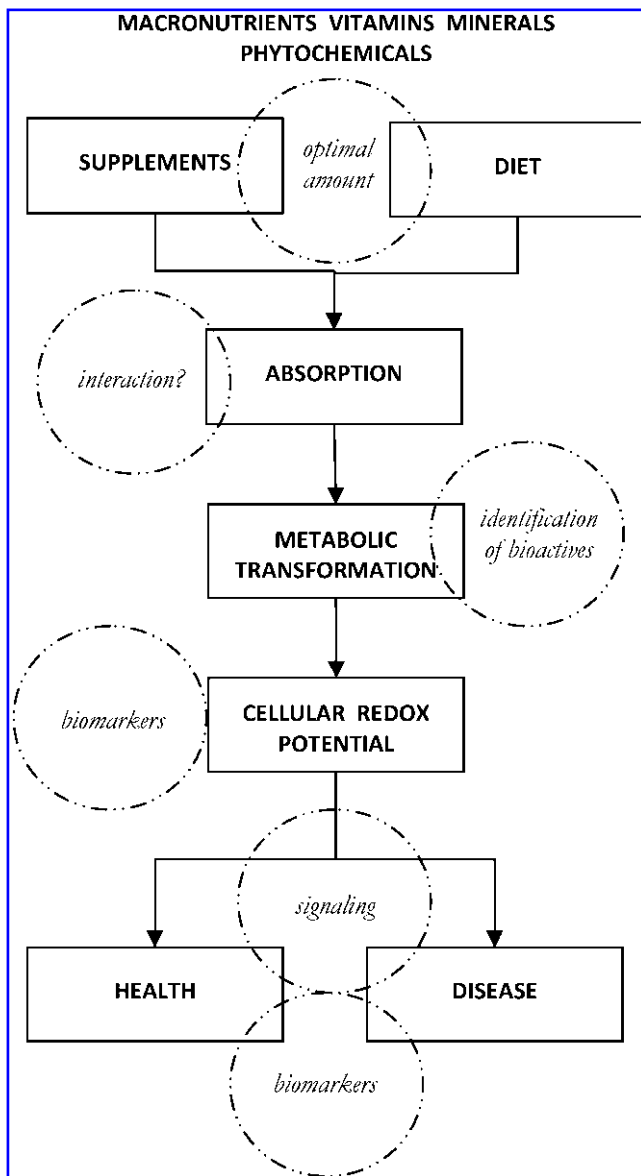 MACRONUTRIENTS VITAMINS MINERALS
PHYTOCHEMICALS
SUPPLEMENTS
optimal
amount
DIET
interaction?
ABSORPTION
METABOLIC
TRANSFORMATION
identification
of bioactives
biomarkers
CELLULAR REDOX
POTENTIAL
signaling
HEALTH
DISEASE
biomarkers